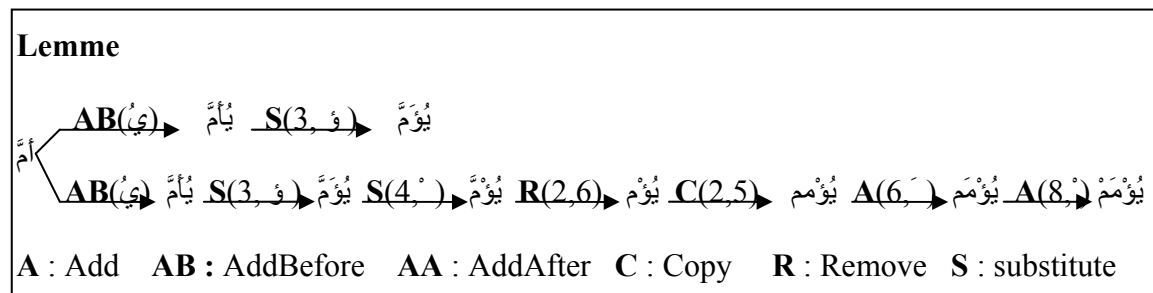 Lemme
AB(يُ) يُأَمَّ S(3, ؤ ) يُؤَمَّ
أَمَّ
AB(يُ) يُأَمَّ S(3, ؤ ) يُؤَمَّ S(4, ْ ) يُؤْمَّ R(2,6) يُؤْم C(2,5) يُؤْمم A(6, َ ) يُؤْمَم A(8, ْ) يُؤْمَمْ
A : Add AB : AddBefore AA : AddAfter C : Copy R : Remove S : substitute